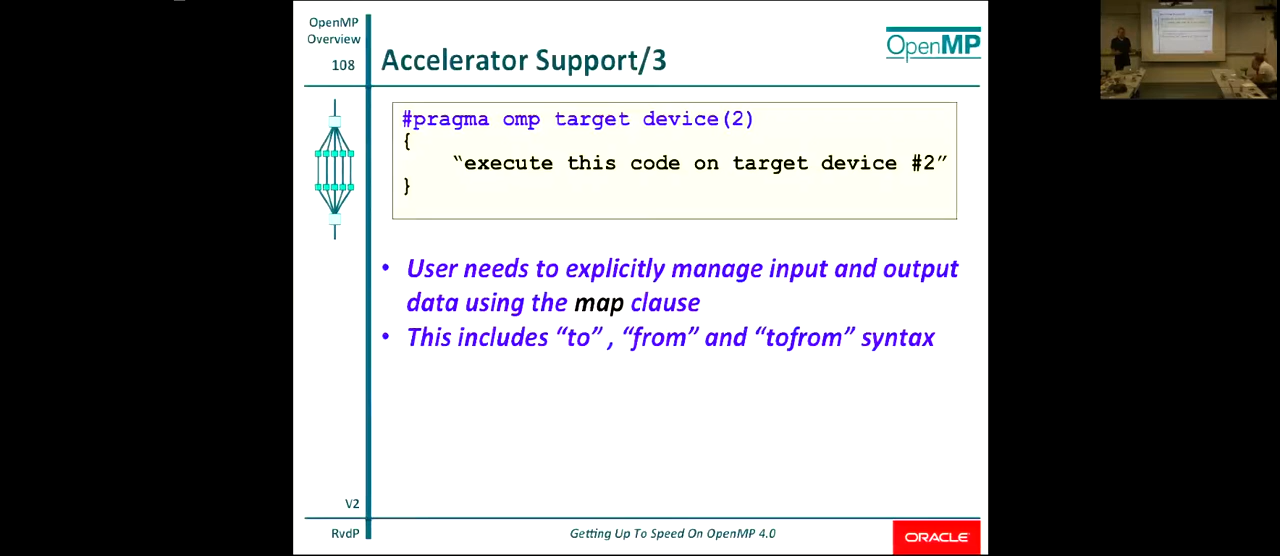 OpenMP
Overview
108
Accelerator Support/3
OpenMP
#pragma omp target device(2)
{
“execute this code on target device #2”
}
• User needs to explicitly manage input and output
data using the map clause
• This includes “to” , “from” and “tofrom” syntax
V2
RvdP
Getting Up To Speed On OpenMP 4.0
ORACLE